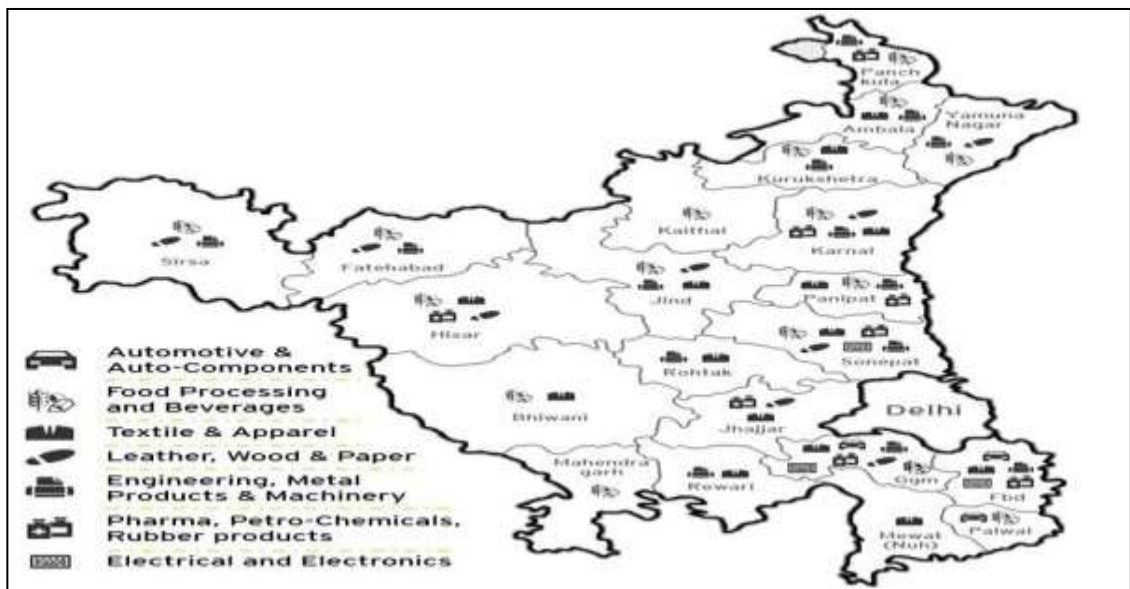 Panch
kula
Ambala
Yamuna
Nagar
Kurukshetra
Kaithal
Karnal
Sirsa
Fatehabad
Jind
Panipat
Hisar
Sonepat
Rohtak
Bhiwani
Jhajjar
Delhi
Mahendra
garh
Rewari
Ggm
Fbd
Mewat
(Nuh)
Palwal
Automotive &
Auto-Components
Food Processing
and Beverages
Textile & Apparel
Leather, Wood & Paper
Engineering, Metal
Products & Machinery
Pharma, Petro-Chemicals,
Rubber products
Electrical and Electronics